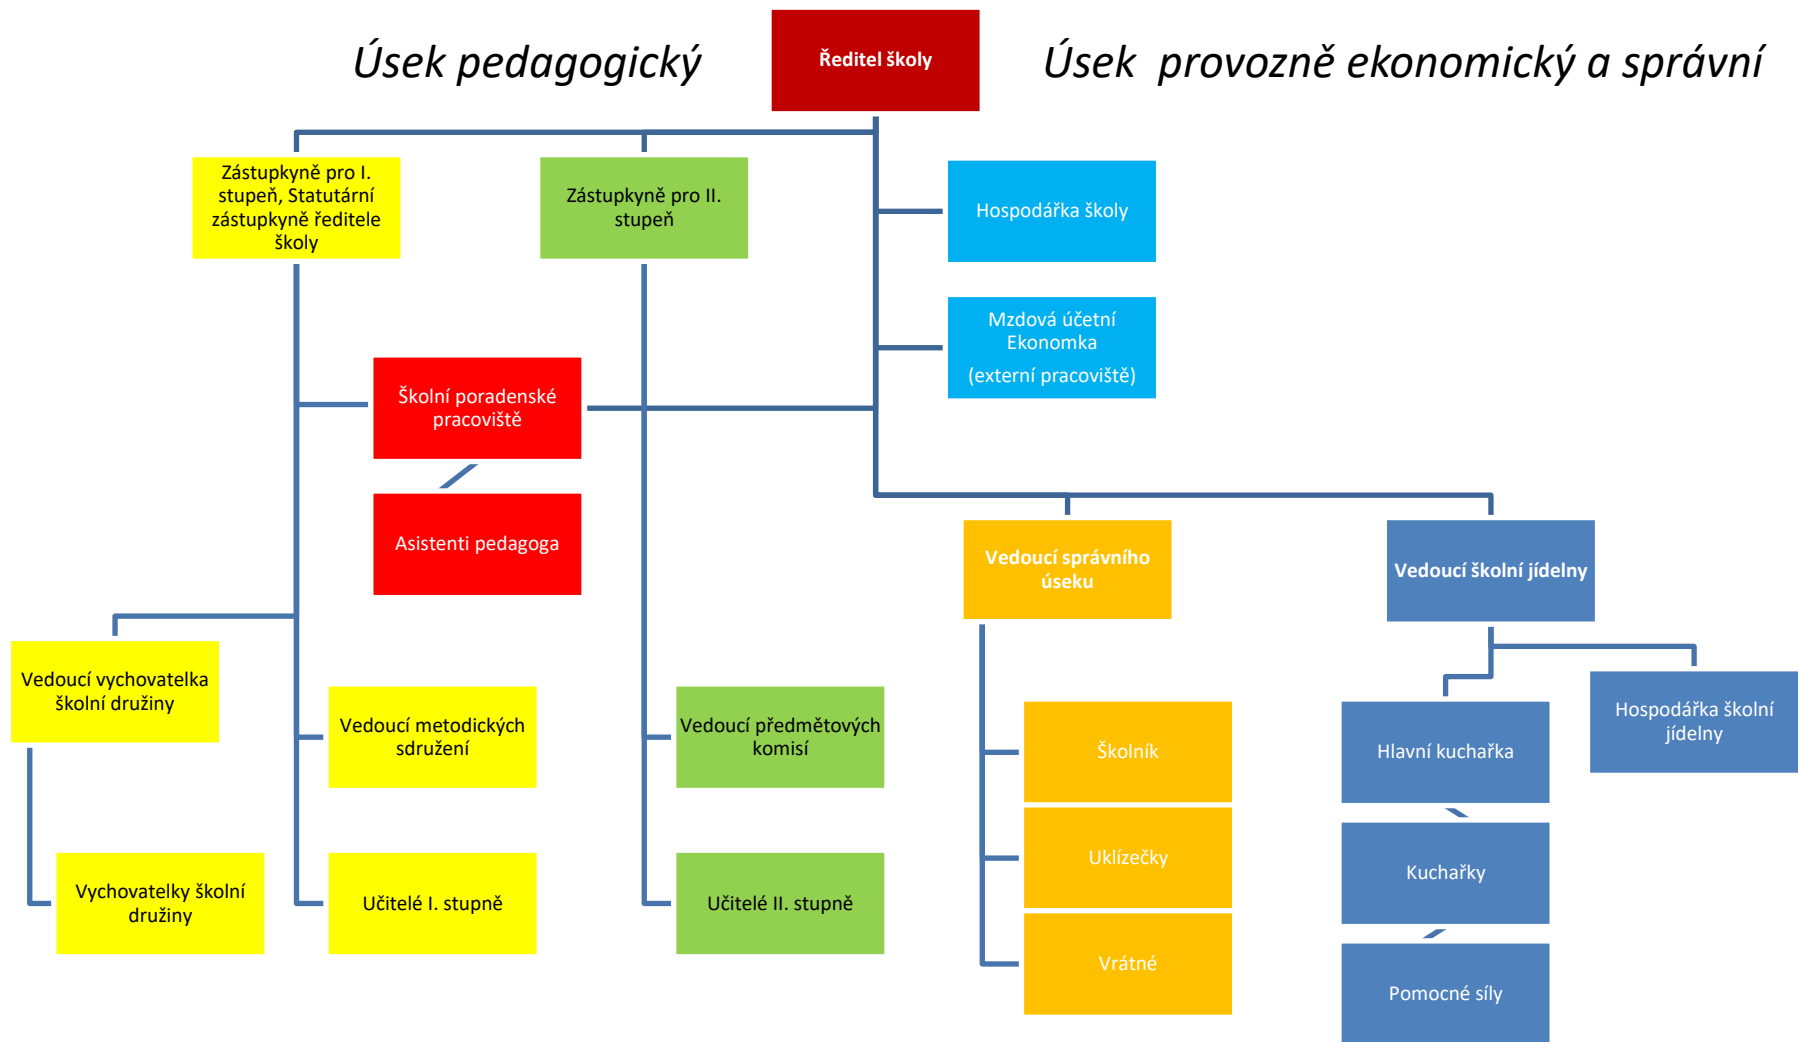 Úsek pedagogický
Ředitel školy
Úsek  provozně ekonomický a správní
Zástupkyně pro I.
stupeň, Statutární
zástupkyně ředitele
školy
Zástupkyně pro II.
stupeň
Hospodářka školy
Mzdová účetní
Ekonomka
(externí pracoviště)
Školní poradenské
pracoviště
Asistenti pedagoga
Vedoucí správního
úseku
Vedoucí školní jídelny
Vedoucí vychovatelka
školní družiny
Vedoucí metodických
sdružení
Vedoucí předmětových
komisí
Školník
Hlavní kuchařka
Hospodářka školní
jídelny
Uklízečky
Kuchařky
Vychovatelky školní
družiny
Učitelé I. stupně
Učitelé II. stupně
Vrátné
Pomocné síly